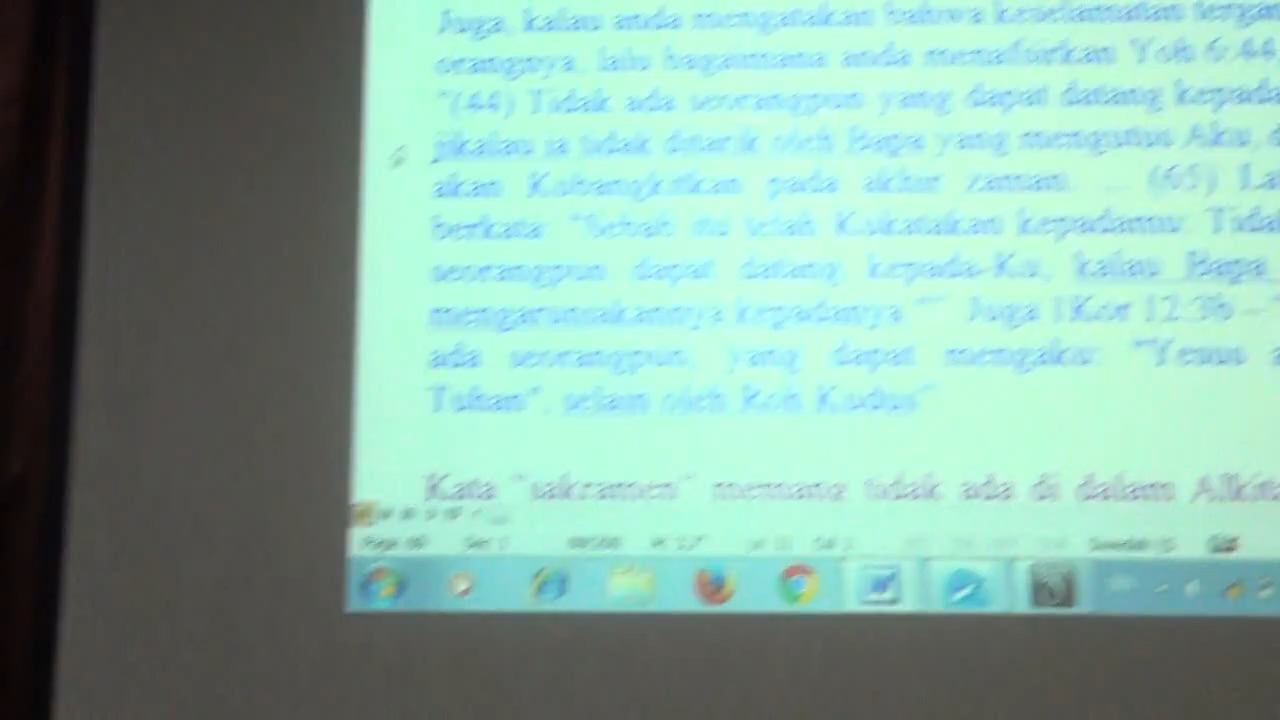 Juga, kalau anda mengatakan bahwa keselamatan
orangnya, lalu bagaimana anda menafsirkan Yoh 6:44
"(44) Tidak ada seorangpun yang dapat datang kepada
jikalau ia tidak ditarik oleh Bapa yang mengutus Aku,
akan Kubangkitkan pada akhir zaman. ... (65)
berkata: "Sebab itu telah Kukatakan kepadamu: Tidak
seorangpun dapat datang kepada-Ku, kalau Bapa
mengaruniakannya kepadanya."" Juga 1Kor 12:3b –
ada seorangpun, yang dapat mengaku: "Yesus
Tuhan", selain oleh Roh Kudus"
Kata "sakramen" memang tidak ada di dalam